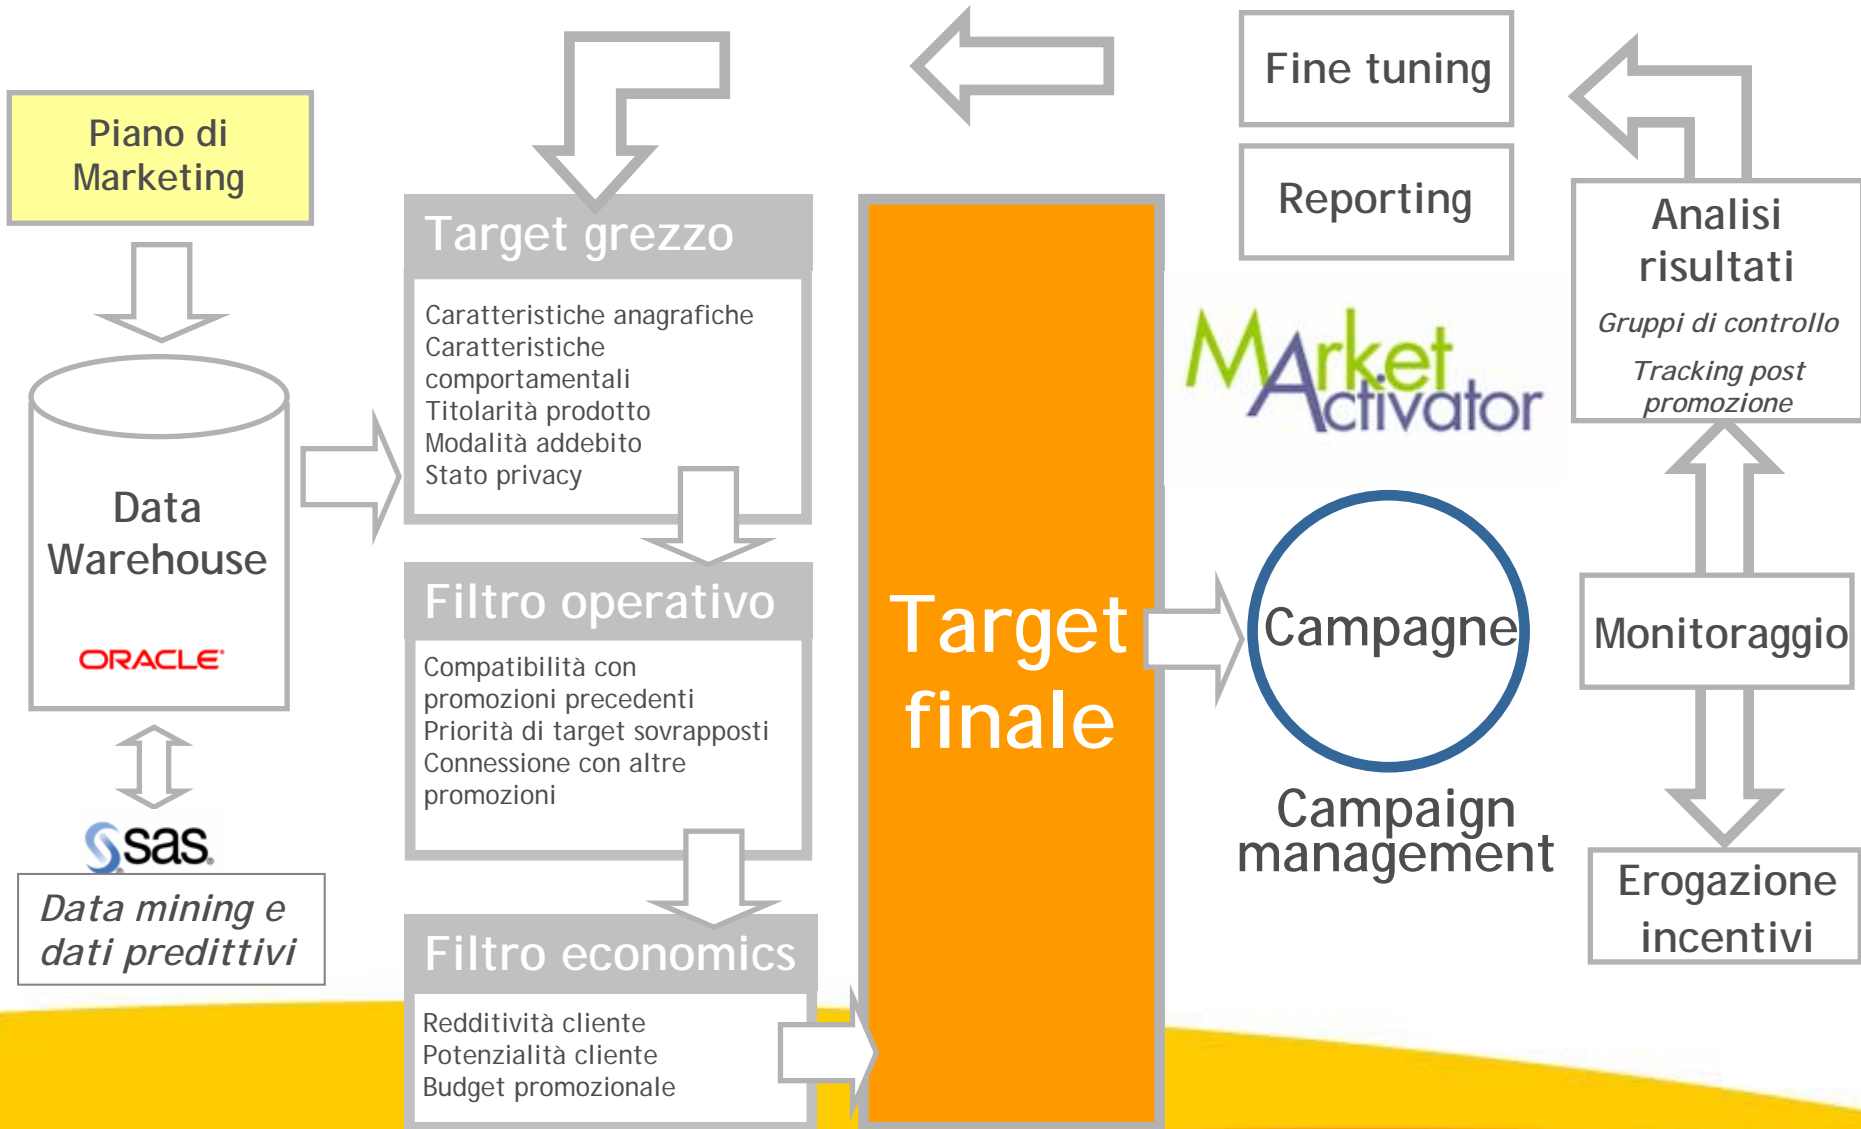 Piano di
Marketing
Data
Warehouse
ORACLE®
sas®
Data mining e
dati predittivi
Target grezzo
Caratteristiche anagrafiche
Caratteristiche
comportamentali
Titolarità prodotto
Modalità addebito
Stato privacy
Filtro operativo
Compatibilità con
promozioni precedenti
Priorità di target sovrapposti
Connessione con altre
promozioni
Filtro economics
Redditività cliente
Potenzialità cliente
Budget promozionale
Target
finale
Fine tuning
Reporting
MArket
Activator
Campagne
Campaign
management
Analisi
risultati
Gruppi di controllo
Tracking post
promozione
Monitoraggio
Erogazione
incentivi